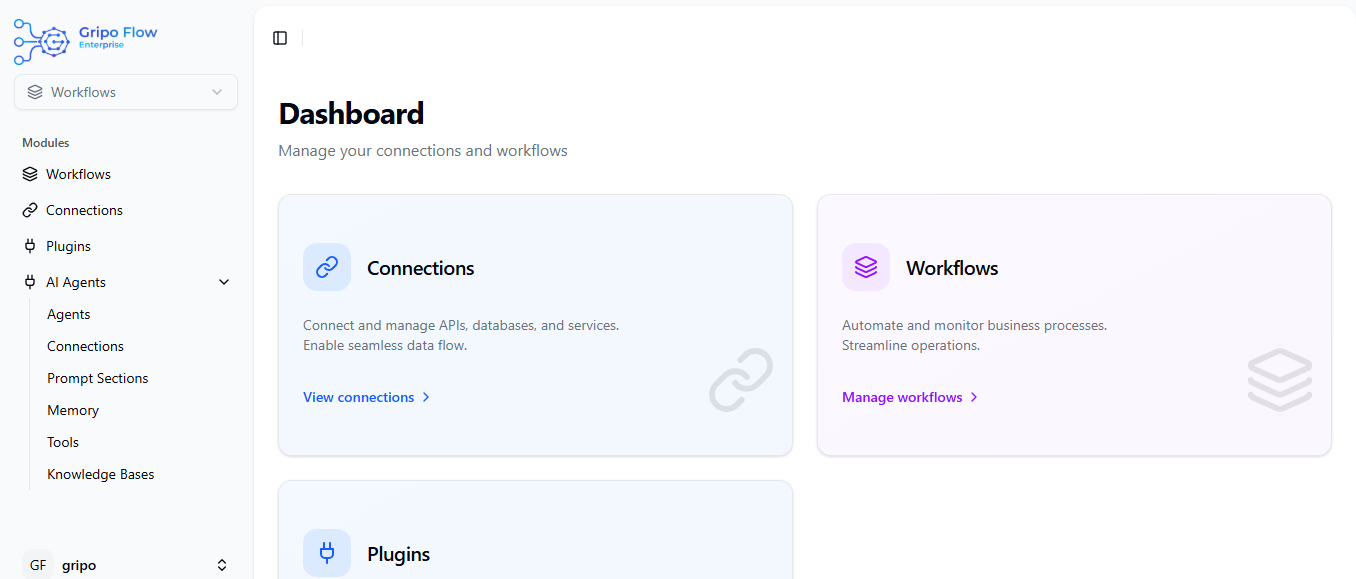 Gripo Flow
Enterprise
Workflows
Modules
Workflows
Connections
Plugins
AI Agents
Agents
Connections
Prompt Sections
Memory
Tools
Knowledge Bases
GF gripo
Dashboard
Manage your connections and workflows
Connections
Connect and manage APIs, databases, and services.
Enable seamless data flow.
View connections
Workflows
Automate and monitor business processes.
Streamline operations.
Manage workflows
Plugins